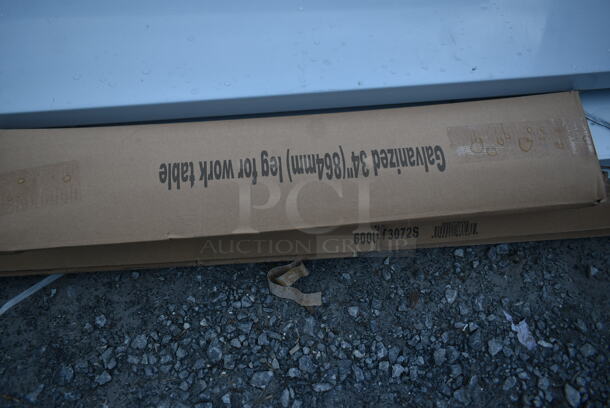 Galvanized 34"(864mm) leg for work table
PCI
AUCTION GROUP